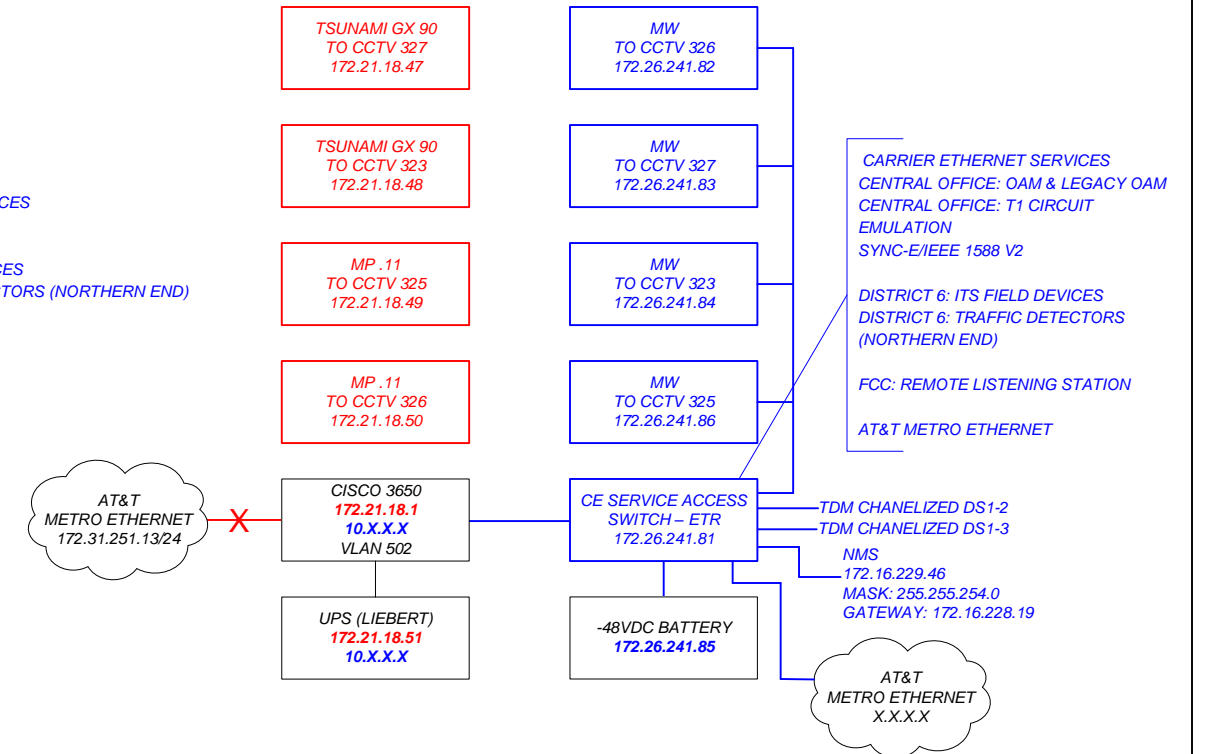 CES
CES
TORS (NORTHERN END)
TSUNAMI GX 90
TO CCTV 327
172.21.18.47
TSUNAMI GX 90
TO CCTV 323
172.21.18.48
MP .11
TO CCTV 325
172.21.18.49
MP .11
TO CCTV 326
172.21.18.50
AT&T
METRO ETHERNET
172.31.251.13/24
X
CISCO 3650
172.21.18.1
10.X.X.X
VLAN 502
UPS (LIEBERT)
172.21.18.51
10.X.X.X
MW
TO CCTV 326
172.26.241.82
MW
TO CCTV 327
172.26.241.83
MW
TO CCTV 323
172.26.241.84
MW
TO CCTV 325
172.26.241.86
CE SERVICE ACCESS
SWITCH – ETR
172.26.241.81
-48VDC BATTERY
172.26.241.85
CARRIER ETHERNET SERVICES
CENTRAL OFFICE: OAM & LEGACY OAM
CENTRAL OFFICE: T1 CIRCUIT
EMULATION
SYNC-E/IEEE 1588 V2
DISTRICT 6: ITS FIELD DEVICES
DISTRICT 6: TRAFFIC DETECTORS
(NORTHERN END)
FCC: REMOTE LISTENING STATION
AT&T METRO ETHERNET
TDM CHANELIZED DS1-2
TDM CHANELIZED DS1-3
NMS
172.16.229.46
MASK: 255.255.254.0
GATEWAY: 172.16.228.19
AT&T
METRO ETHERNET
X.X.X.X